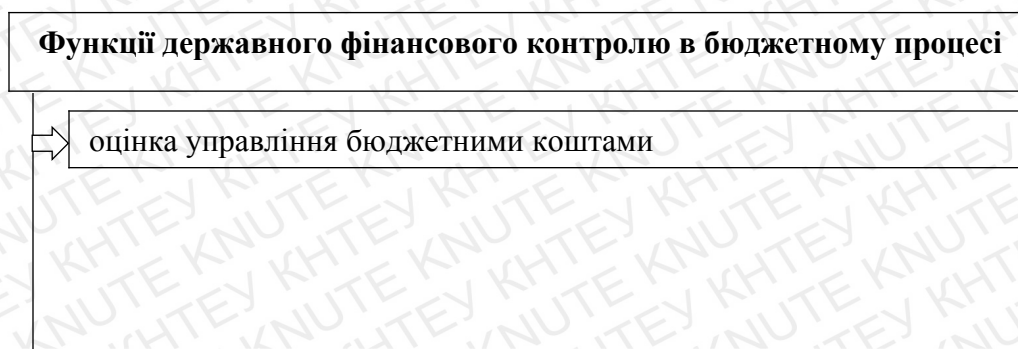 Функції державного фінансового контролю в бюджетному процесі
оцінка управління бюджетними коштами